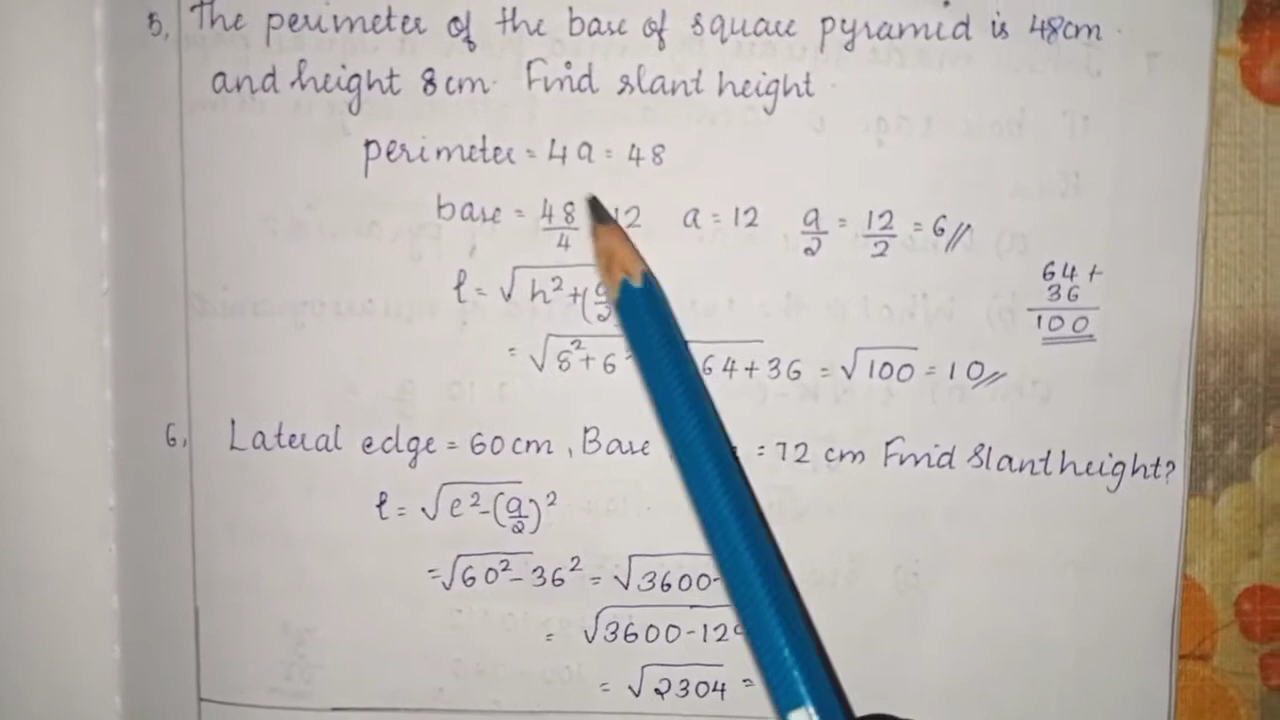 5, The perimeter of the base of square pyramid is 48cm
and height 8cm. Find slant height
perimeter = 4a = 48
base = 48/4 12 a = 12 a/2 = 12/2 = 6//
l = √h²+(
64+
36
100
= √8²+6 64+36 = √100 = 10//
6, Lateral edge = 60cm, Base = 72 cm Find Slant height?
l = √e²-(a/2)²
= √60²-36² = √3600-
= √3600-12
= √2304 =